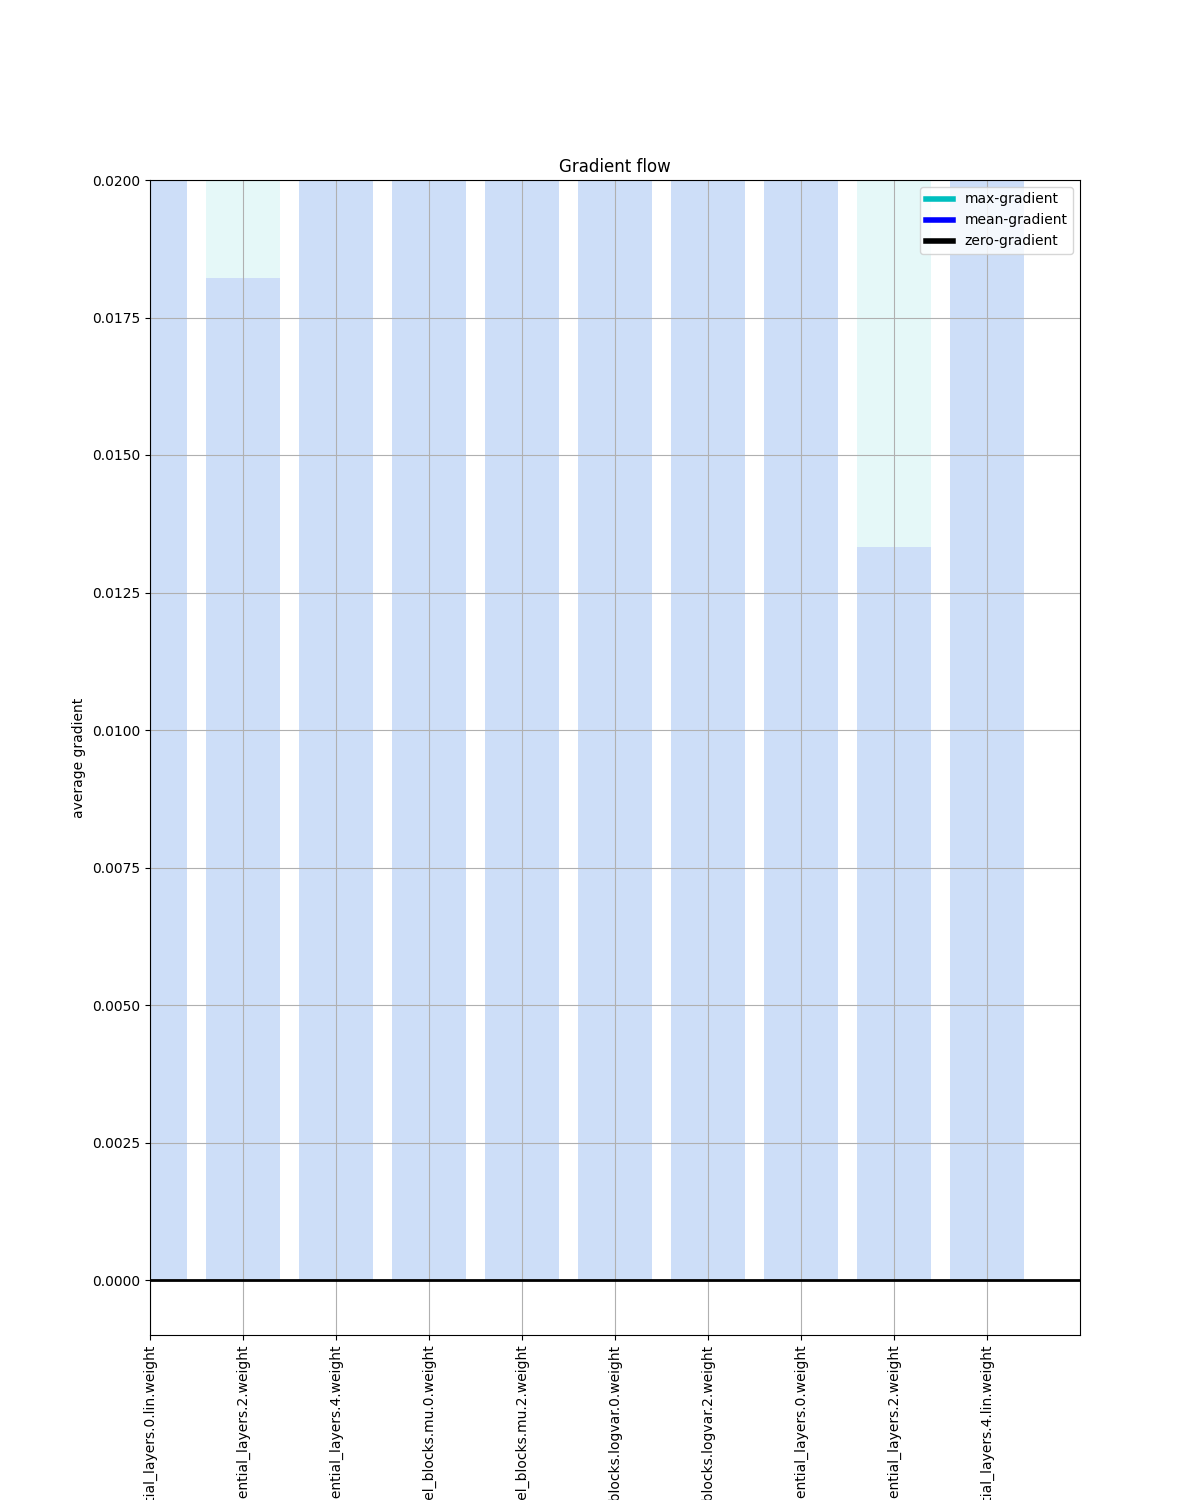 Gradient flow
max-gradient
mean-gradient
zero-gradient
0.0200
0.0175
0.0150
0.0125
0.0100
0.0075
0.0050
0.0025
0.0000
average gradient
tial_layers.0.lin.weight
ential_layers.2.weight
ential_layers.4.weight
el_blocks.mu.0.weight
el_blocks.mu.2.weight
blocks.logvar.0.weight
blocks.logvar.2.weight
ential_layers.0.weight
ential_layers.2.weight
tial_layers.4.lin.weight